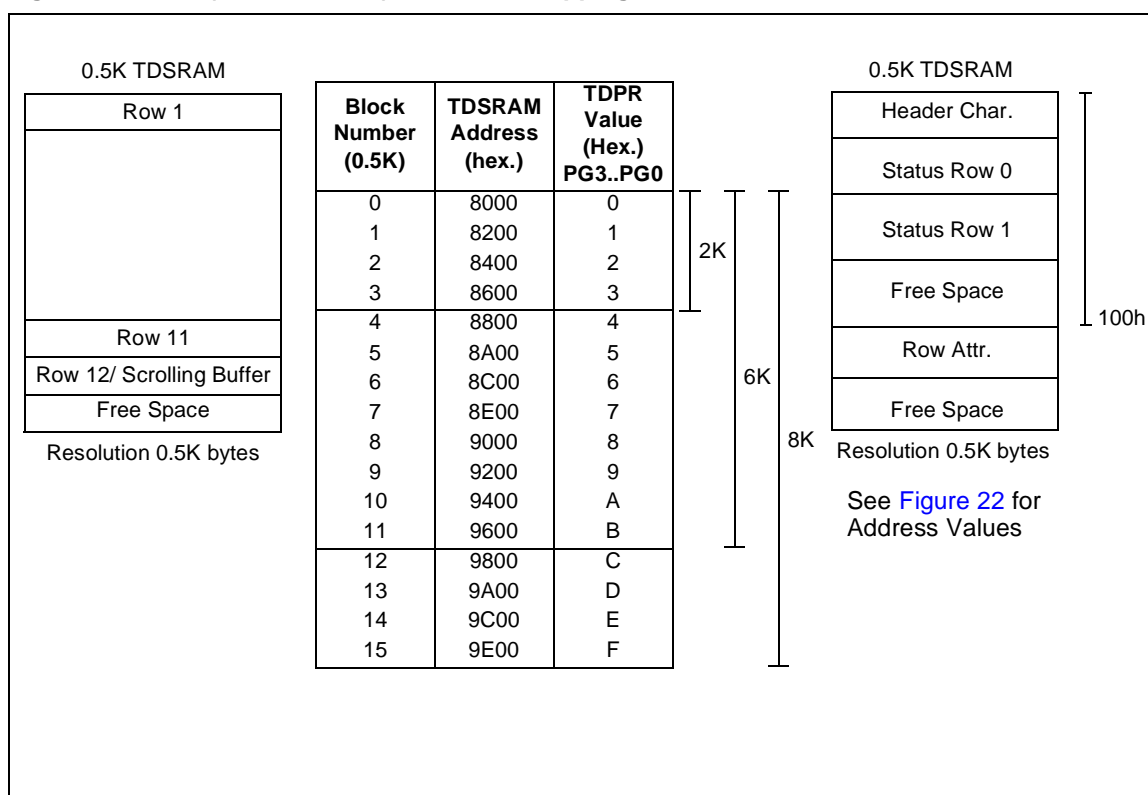 0.5K TDSRAM
Row 1
Row 11
Row 12/ Scrolling Buffer
Free Space
Resolution 0.5K bytes
Block Number (0.5K) TDSRAM Address (hex.) TDPR Value (Hex.) PG3..PG0
0 8000 0
1 8200 1
2 8400 2
3 8600 3
4 8800 4
5 8A00 5
6 8C00 6
7 8E00 7
8 9000 8
9 9200 9
10 9400 A
11 9600 B
12 9800 C
13 9A00 D
14 9C00 E
15 9E00 F
2K
6K
8K
0.5K TDSRAM
Header Char.
Status Row 0
Status Row 1
Free Space
Row Attr.
Free Space
100h
Resolution 0.5K bytes
See Figure 22 for
Address Values